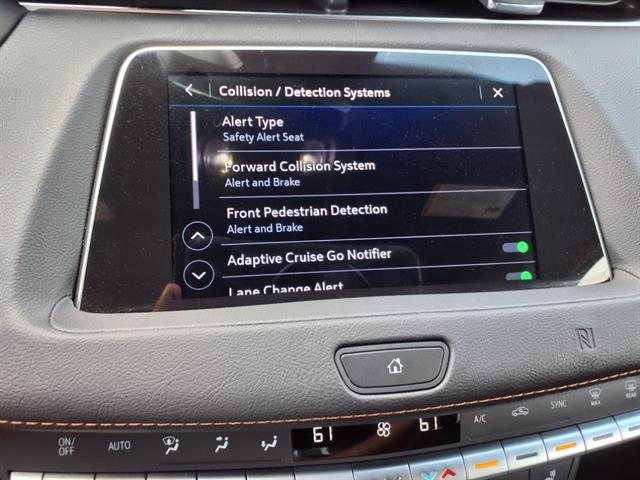 Collision / Detection Systems
Alert Type
Safety Alert Seat
Forward Collision System
Alert and Brake
Front Pedestrian Detection
Alert and Brake
Adaptive Cruise Go Notifier
Lane Change Alert
ON/
OFF
AUTO
61
61
A/C
SYNC
MAX
REAR